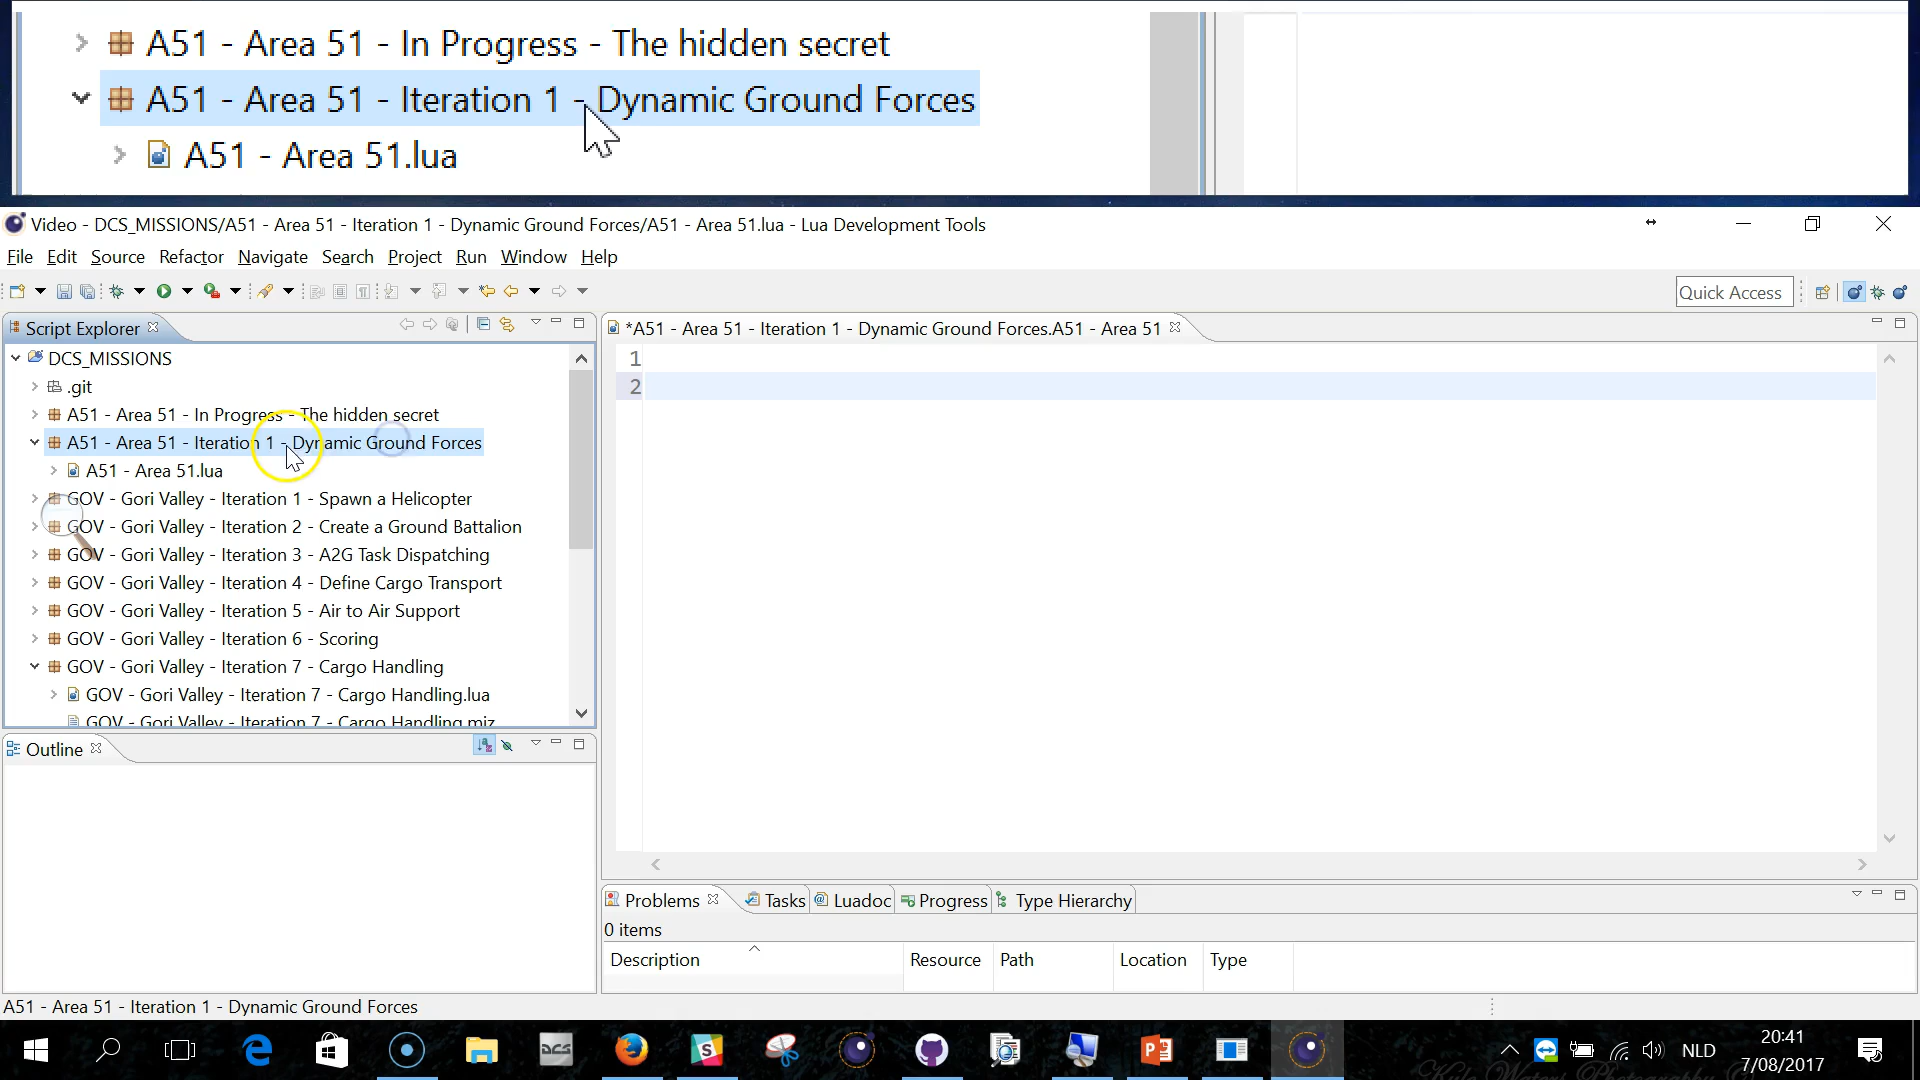 A51 - Area 51 - In Progress - The hidden secret
A51 - Area 51 - Iteration 1 - Dynamic Ground Forces
A51 - Area 51.lua
Video - DCS_MISSIONS/A51 - Area 51 - Iteration 1 - Dynamic Ground Forces/A51 - Area 51.lua - Lua Development Tools
File Edit Source Refactor Navigate Search Project Run Window Help
Quick Access
Script Explorer
*A51 - Area 51 - Iteration 1 - Dynamic Ground Forces.A51 - Area 51
DCS_MISSIONS
1
.git
2
A51 - Area 51 - In Progress - The hidden secret
A51 - Area 51 - Iteration 1 - Dynamic Ground Forces
A51 - Area 51.lua
GOV - Gori Valley - Iteration 1 - Spawn a Helicopter
GOV - Gori Valley - Iteration 2 - Create a Ground Battalion
GOV - Gori Valley - Iteration 3 - A2G Task Dispatching
GOV - Gori Valley - Iteration 4 - Define Cargo Transport
GOV - Gori Valley - Iteration 5 - Air to Air Support
GOV - Gori Valley - Iteration 6 - Scoring
GOV - Gori Valley - Iteration 7 - Cargo Handling
GOV - Gori Valley - Iteration 7 - Cargo Handling.lua
GOV - Gori Valley - Iteration 7 - Cargo Handling.miz
Outline
Problems Tasks Luadoc Progress Type Hierarchy
0 items
Description Resource Path Location Type
A51 - Area 51 - Iteration 1 - Dynamic Ground Forces
DCS
NLD
20:41
7/08/2017